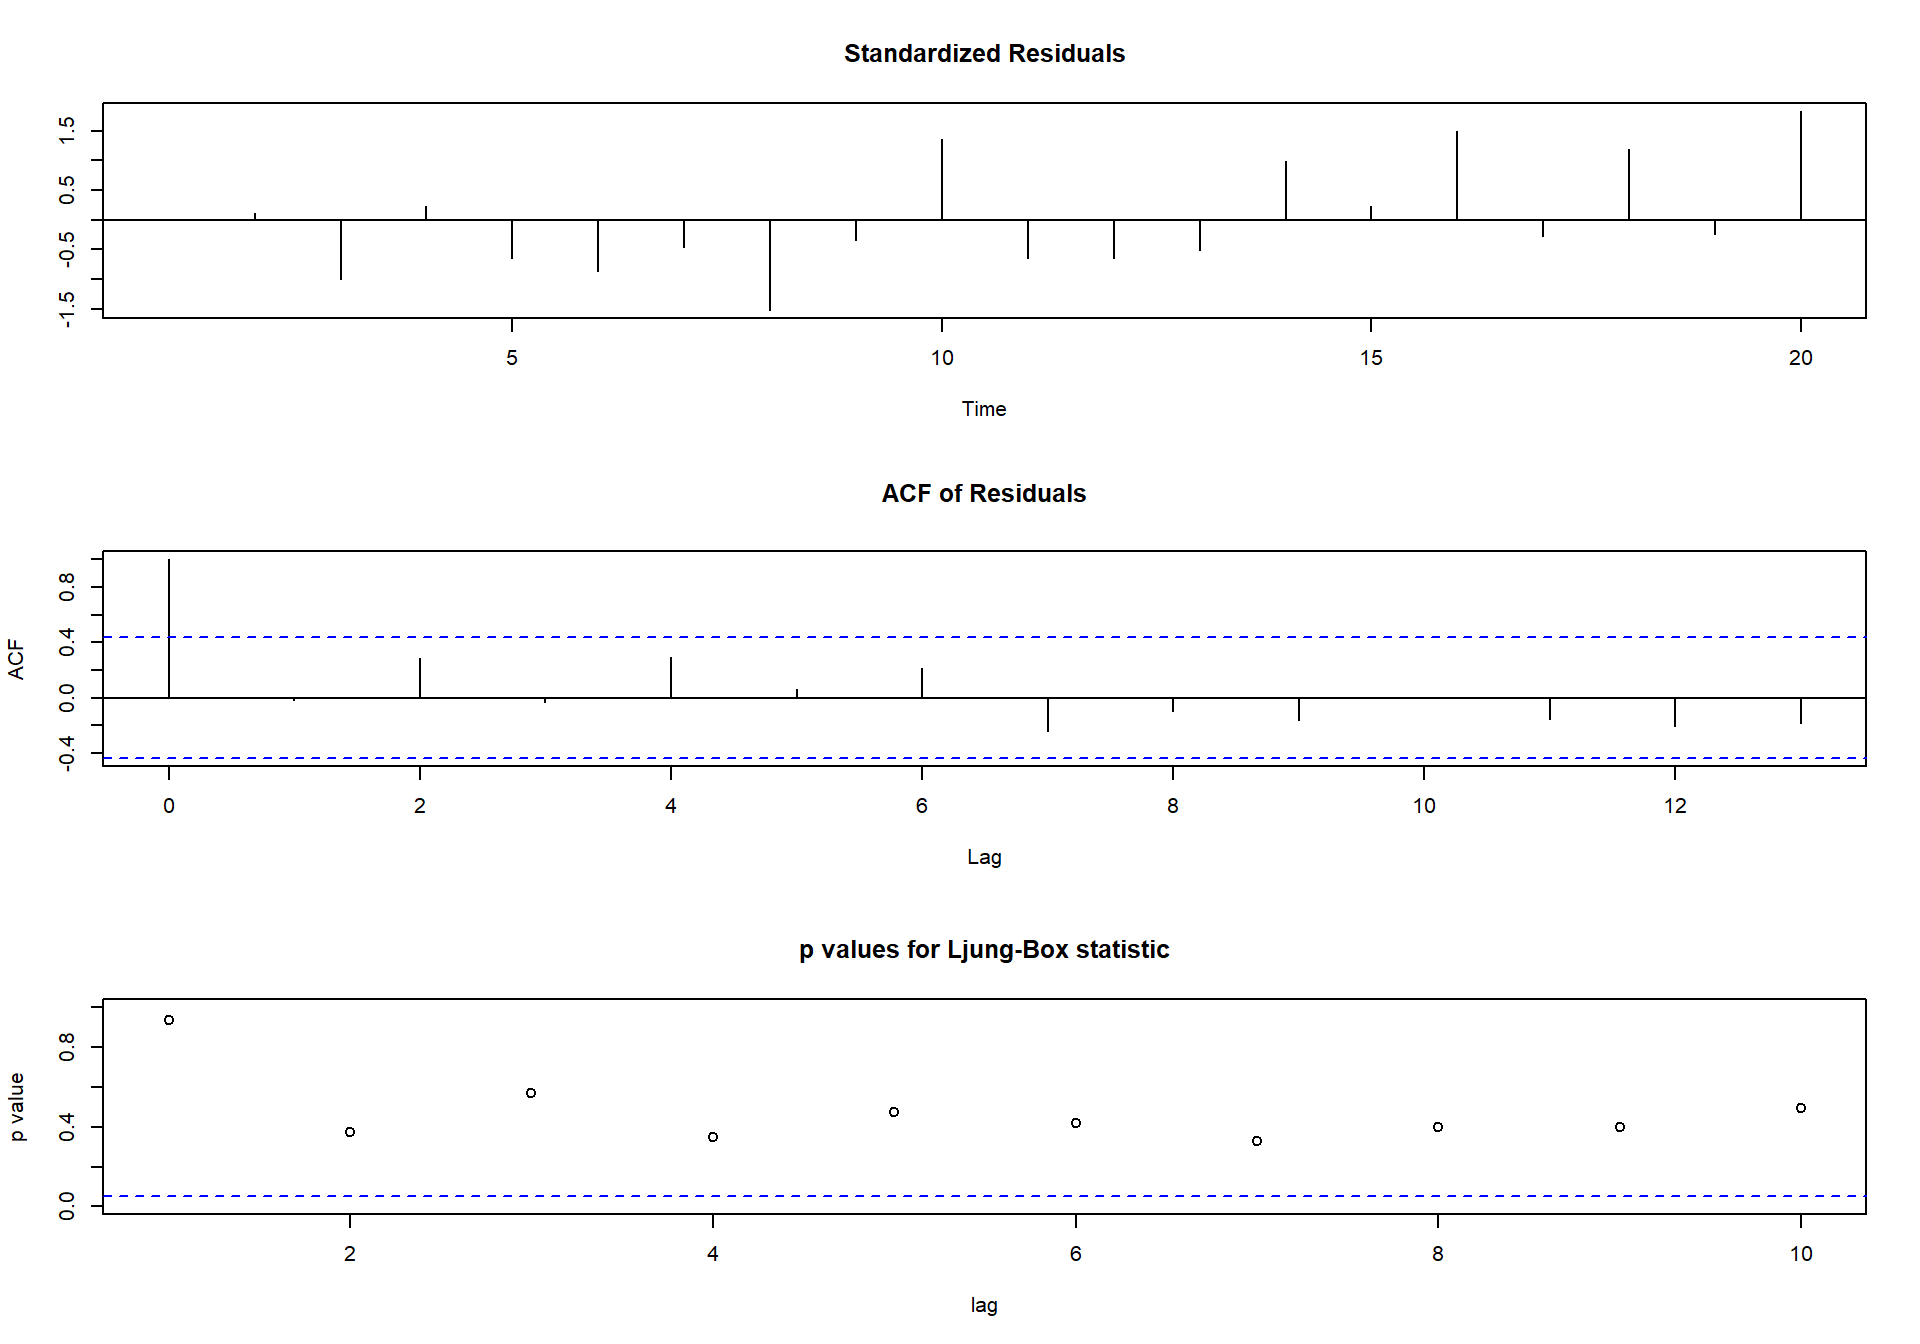 Standardized Residuals
1.5
0.5
-0.5
-1.5
5 10 15 20
Time
ACF of Residuals
ACF
0.8
0.4
0.0
-0.4
0 2 4 6 8 10 12
Lag
p values for Ljung-Box statistic
p value
0.8
0.4
0.0
2 4 6 8 10
lag